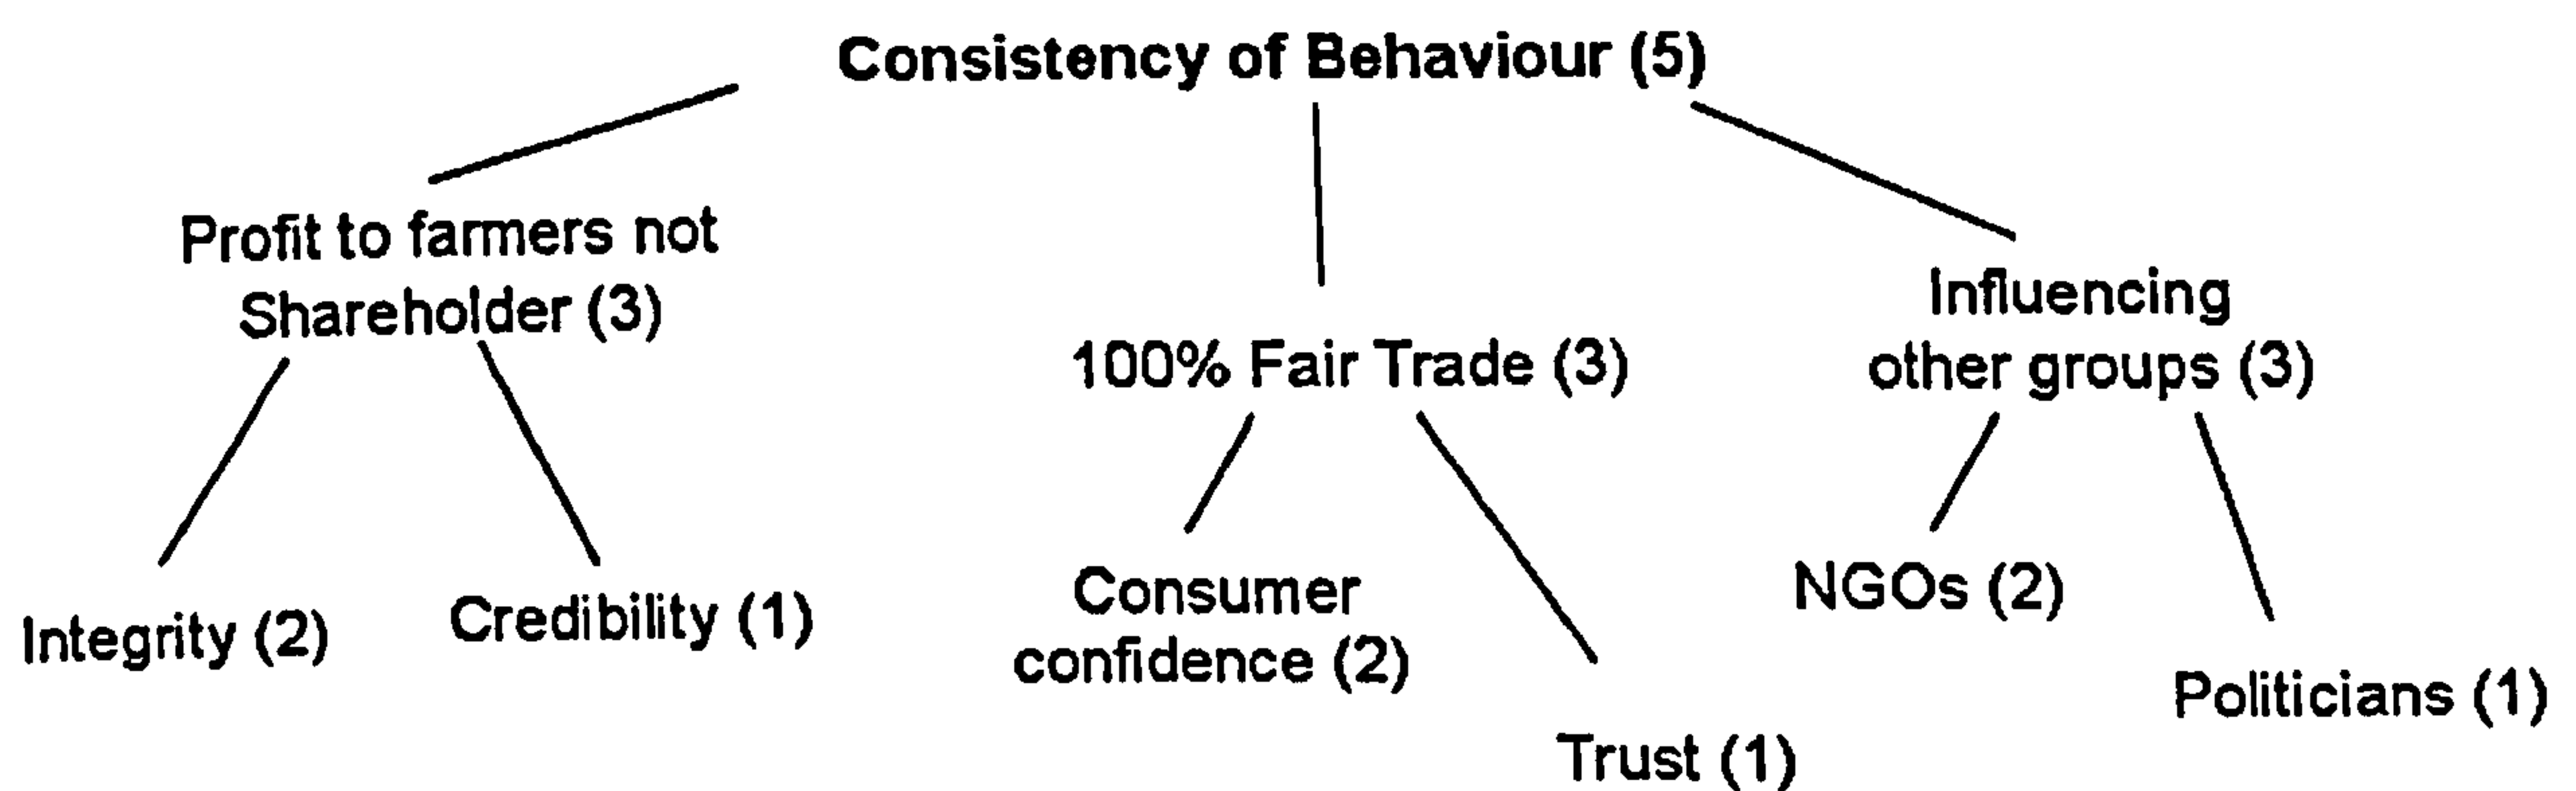 Consistency of Behaviour (5)
Profit to farmers not
Shareholder (3)
100% Fair Trade (3)
Influencing
other groups (3)
Integrity (2)
Credibility (1)
Consumer
confidence (2)
Trust (1)
NGOs (2)
Politicians (1)